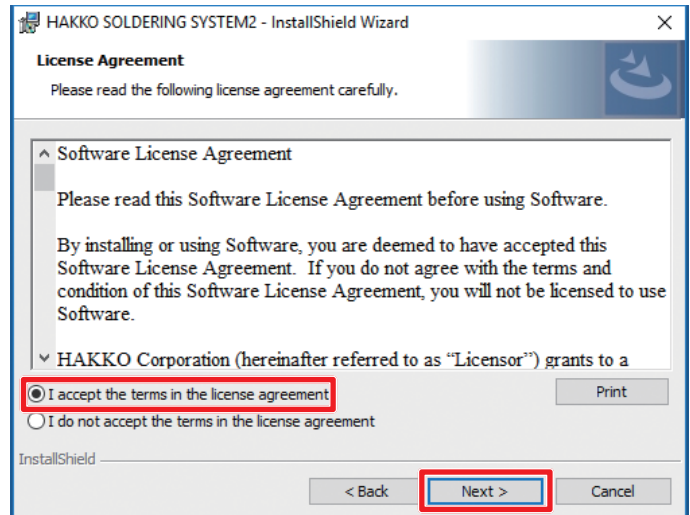 HAKKO SOLDERING SYSTEM2 - InstallShield Wizard
License Agreement
Please read the following license agreement carefully.
Software License Agreement
Please read this Software License Agreement before using Software.
By installing or using Software, you are deemed to have accepted this
Software License Agreement.  If you do not agree with the terms and
condition of this Software License Agreement, you will not be licensed to use
Software.
HAKKO Corporation (hereinafter referred to as “Licensor”) grants to a
I accept the terms in the license agreement
Print
I do not accept the terms in the license agreement
InstallShield
< Back
Next >
Cancel